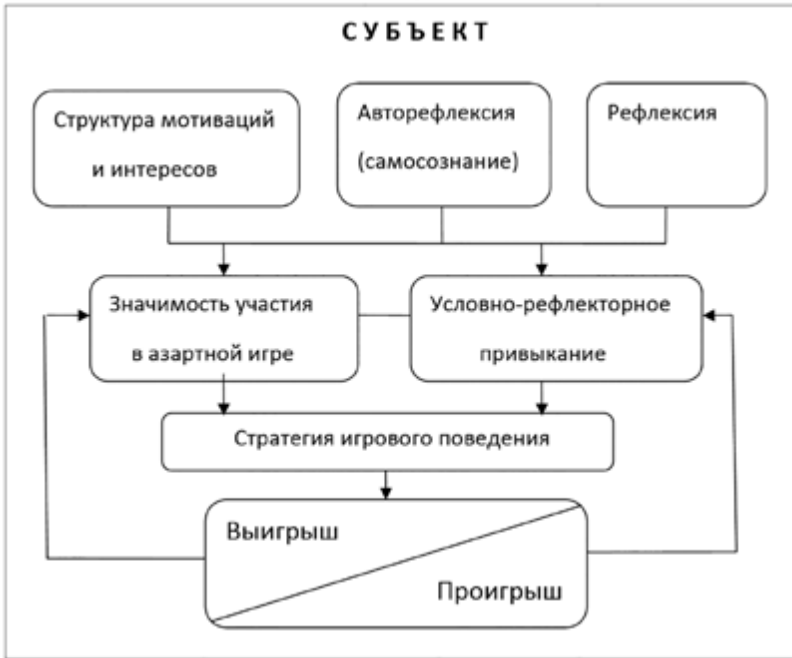 СУБЪЕКТ
Структура мотиваций
и интересов
Авторефлексия
(самосознание)
Рефлексия
Значимость участия
в азартной игре
Условно-рефлекторное
привыкание
Стратегия игрового поведения
Выигрыш
Проигрыш